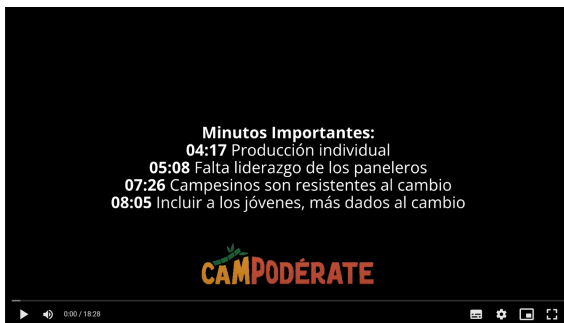 Minutos Importantes:
04:17 Producción individual
05:08 Falta liderazgo de los paneleros
07:26 Campesinos son resistentes al cambio
08:05 Incluir a los jóvenes, más dados al cambio
CAMPODÉRATE
0:00 / 18:28